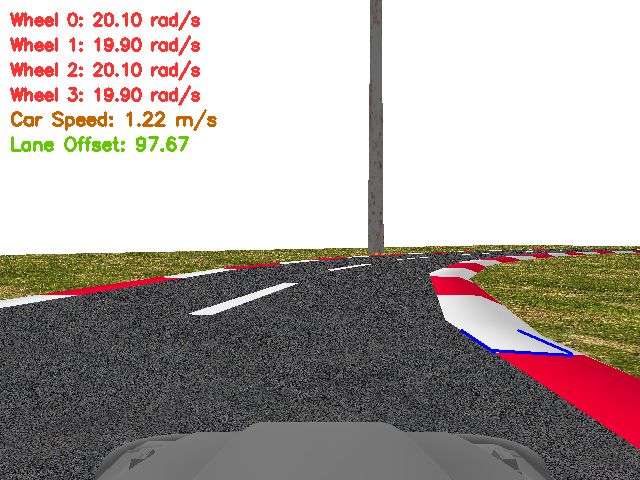 Wheel 0: 20.10 rad/s
Wheel 1: 19.90 rad/s
Wheel 2: 20.10 rad/s
Wheel 3: 19.90 rad/s
Car Speed: 1.22 m/s
Lane Offset: 97.67